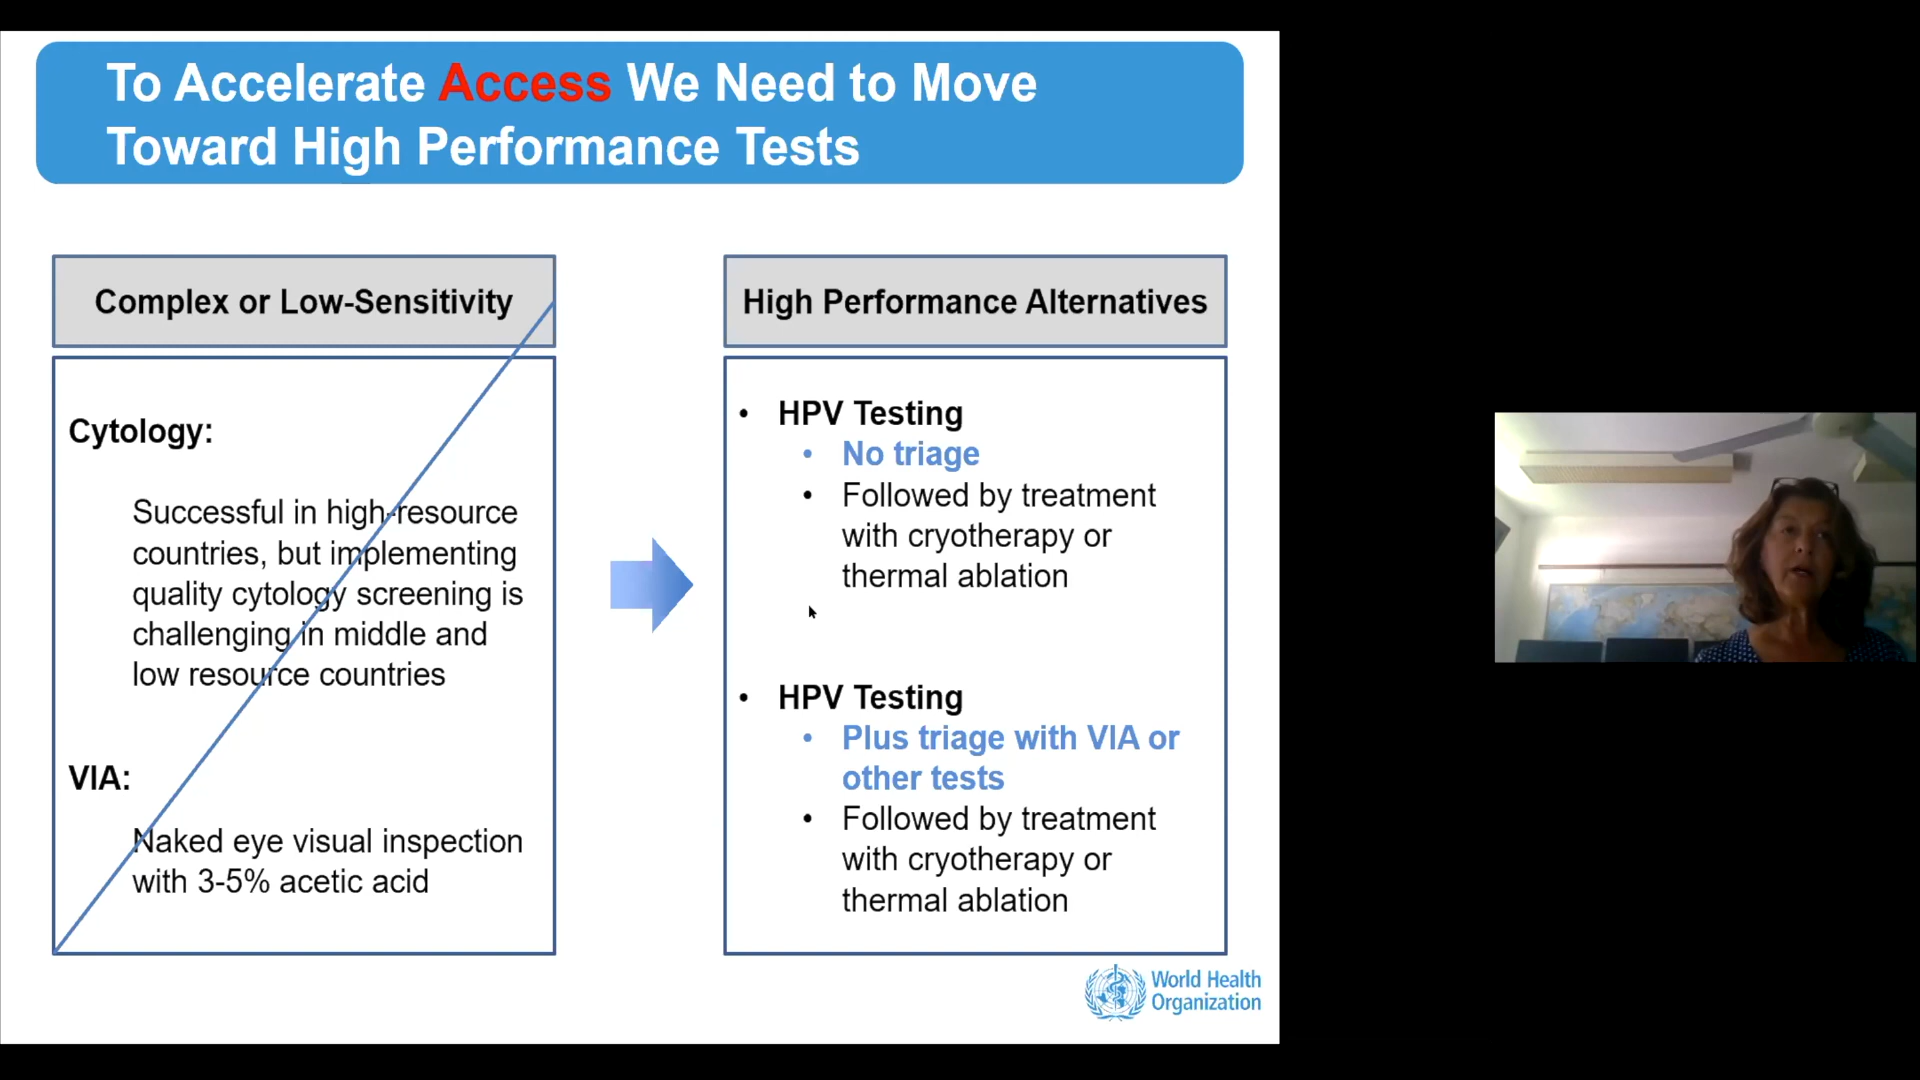 To Accelerate Access We Need to Move
Toward High Performance Tests
Complex or Low-Sensitivity
Cytology:
Successful in high-resource
countries, but implementing
quality cytology screening is
challenging in middle and
low resource countries
VIA:
Naked eye visual inspection
with 3-5% acetic acid
High Performance Alternatives
• HPV Testing
• No triage
• Followed by treatment
with cryotherapy or
thermal ablation
• HPV Testing
• Plus triage with VIA or
other tests
• Followed by treatment
with cryotherapy or
thermal ablation
World Health
Organization